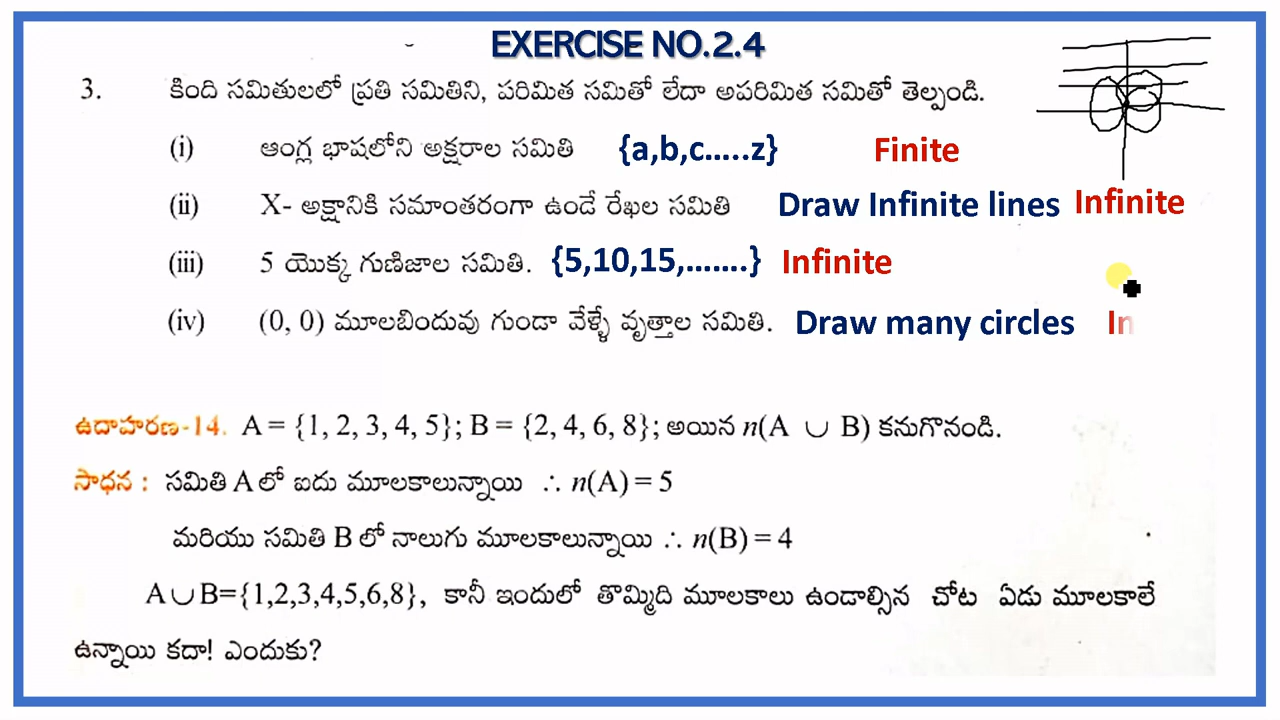 EXERCISE NO.2.4
3. కింది సమితులలో ప్రతి సమితిని, పరిమిత సమితో లేదా అపరిమిత సమితో తెల్పండి.
(i) ఆంగ్ల భాషలోని అక్షరాల సమితి {a,b,c.....z} Finite
(ii) X- అక్షానికి సమాంతరంగా ఉండే రేఖల సమితి Draw Infinite lines Infinite
(iii) 5 యొక్క గుణిజాల సమితి. {5,10,15,.......} Infinite
(iv) (0, 0) మూలబిందువు గుండా వేళ్ళే వృత్తాల సమితి. Draw many circles In
ఉదాహరణ-14. A = {1, 2, 3, 4, 5}; B = {2, 4, 6, 8}; అయిన n(A ∪ B) కనుగొనండి.
సాధన : సమితి A లో ఐదు మూలకాలున్నాయి ∴ n(A) = 5
మరియు సమితి B లో నాలుగు మూలకాలున్నాయి ∴ n(B) = 4
A∪B={1,2,3,4,5,6,8}, కానీ ఇందులో తొమ్మిది మూలకాలు ఉండాల్సిన చోట ఏడు మూలకాలే
ఉన్నాయి కదా! ఎందుకు?